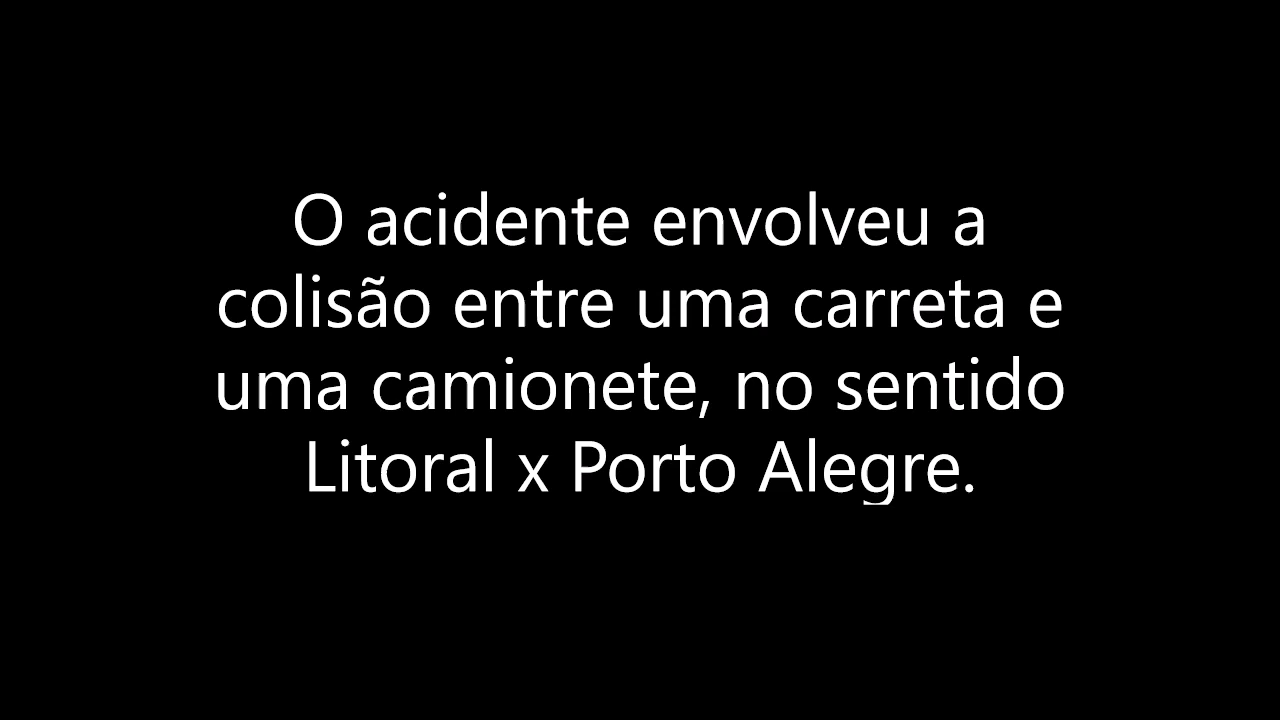 O acidente envolveu a
colisão entre uma carreta e
uma camionete, no sentido
Litoral x Porto Alegre.